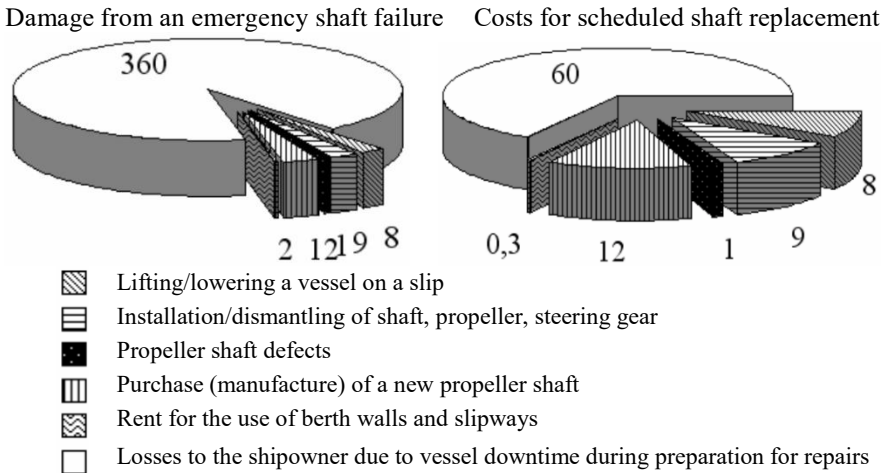 Damage from an emergency shaft failure
Costs for scheduled shaft replacement
360
2 12 1 9 8
60
0,3 12 1 9 8
Lifting/lowering a vessel on a slip
Installation/dismantling of shaft, propeller, steering gear
Propeller shaft defects
Purchase (manufacture) of a new propeller shaft
Rent for the use of berth walls and slipways
Losses to the shipowner due to vessel downtime during preparation for repairs